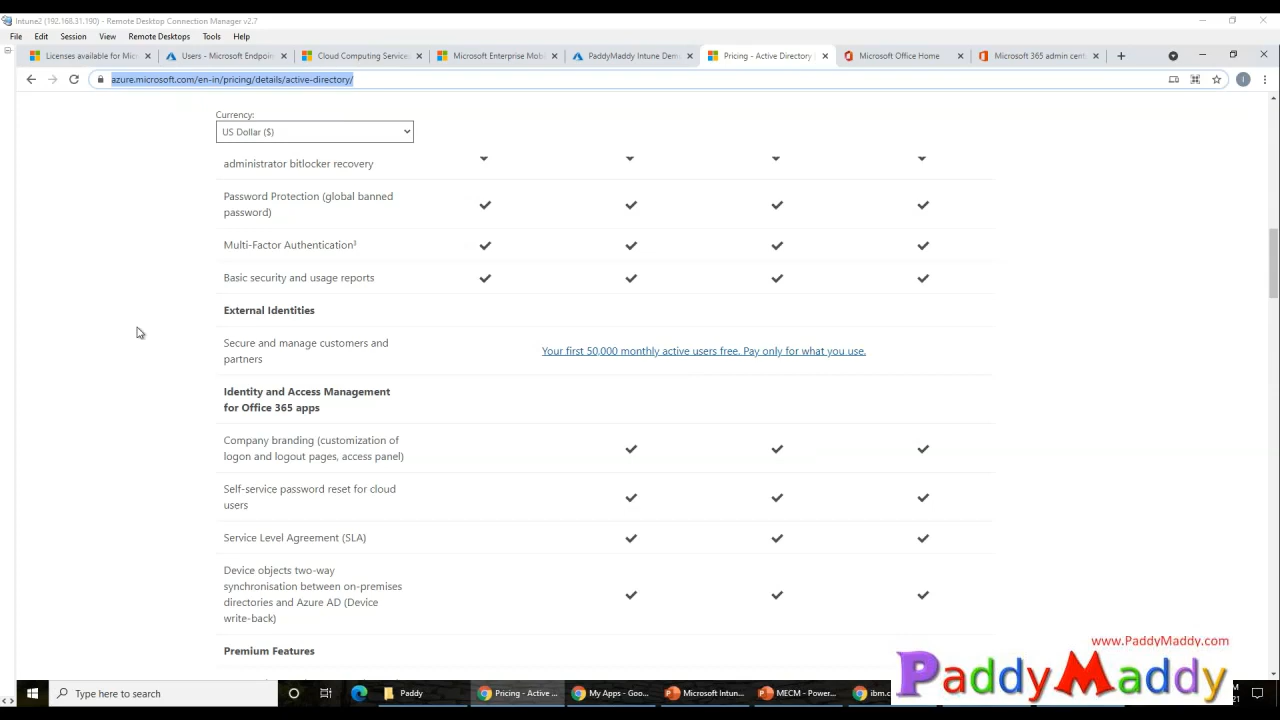 Intune2 (192.168.31.190) - Remote Desktop Connection Manager v2.7
File Edit Session View Remote Desktops Tools Help
Licenses available for Micr
Users - Microsoft Endpoin
Cloud Computing Services
Microsoft Enterprise Mobi
PaddyMaddy Intune Dem
Pricing - Active Directory
Microsoft Office Home
Microsoft 365 admin cent
azure.microsoft.com/en-in/pricing/details/active-directory/
Currency:
US Dollar ($)
administrator bitlocker recovery
Password Protection (global banned
password)
Multi-Factor Authentication³
Basic security and usage reports
External Identities
Secure and manage customers and
partners
Your first 50,000 monthly active users free. Pay only for what you use.
Identity and Access Management
for Office 365 apps
Company branding (customization of
logon and logout pages, access panel)
Self-service password reset for cloud
users
Service Level Agreement (SLA)
Device objects two-way
synchronisation between on-premises
directories and Azure AD (Device
write-back)
Premium Features
www.PaddyMaddy.com
PaddyMaddy
Type here to search
Paddy
Pricing - Active ...
My Apps - Goo...
Microsoft Intun...
MECM - Power...
ibm.c